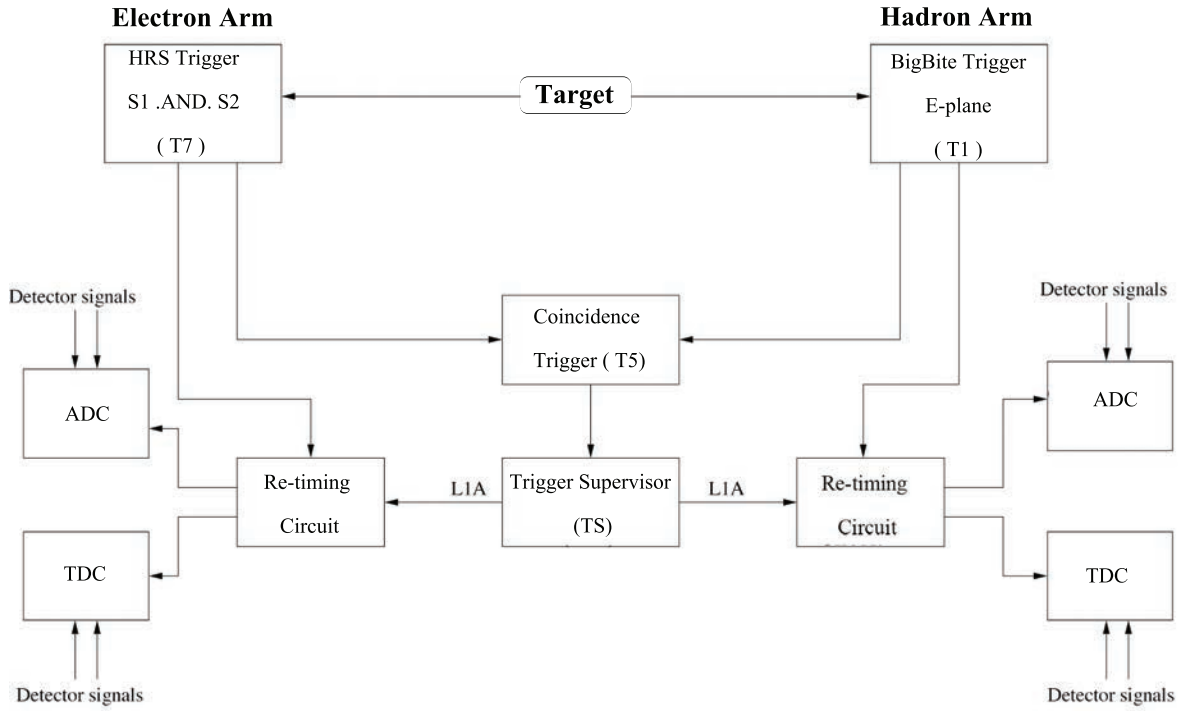 Electron Arm
Hadron Arm
HRS Trigger
S1 .AND. S2
( T7 )
Target
BigBite Trigger
E-plane
( T1 )
Detector signals
Detector signals
Coincidence
Trigger ( T5)
ADC
ADC
Re-timing
Circuit
L1A
Trigger Supervisor
(TS)
L1A
Re-timing
Circuit
TDC
TDC
Detector signals
Detector signals